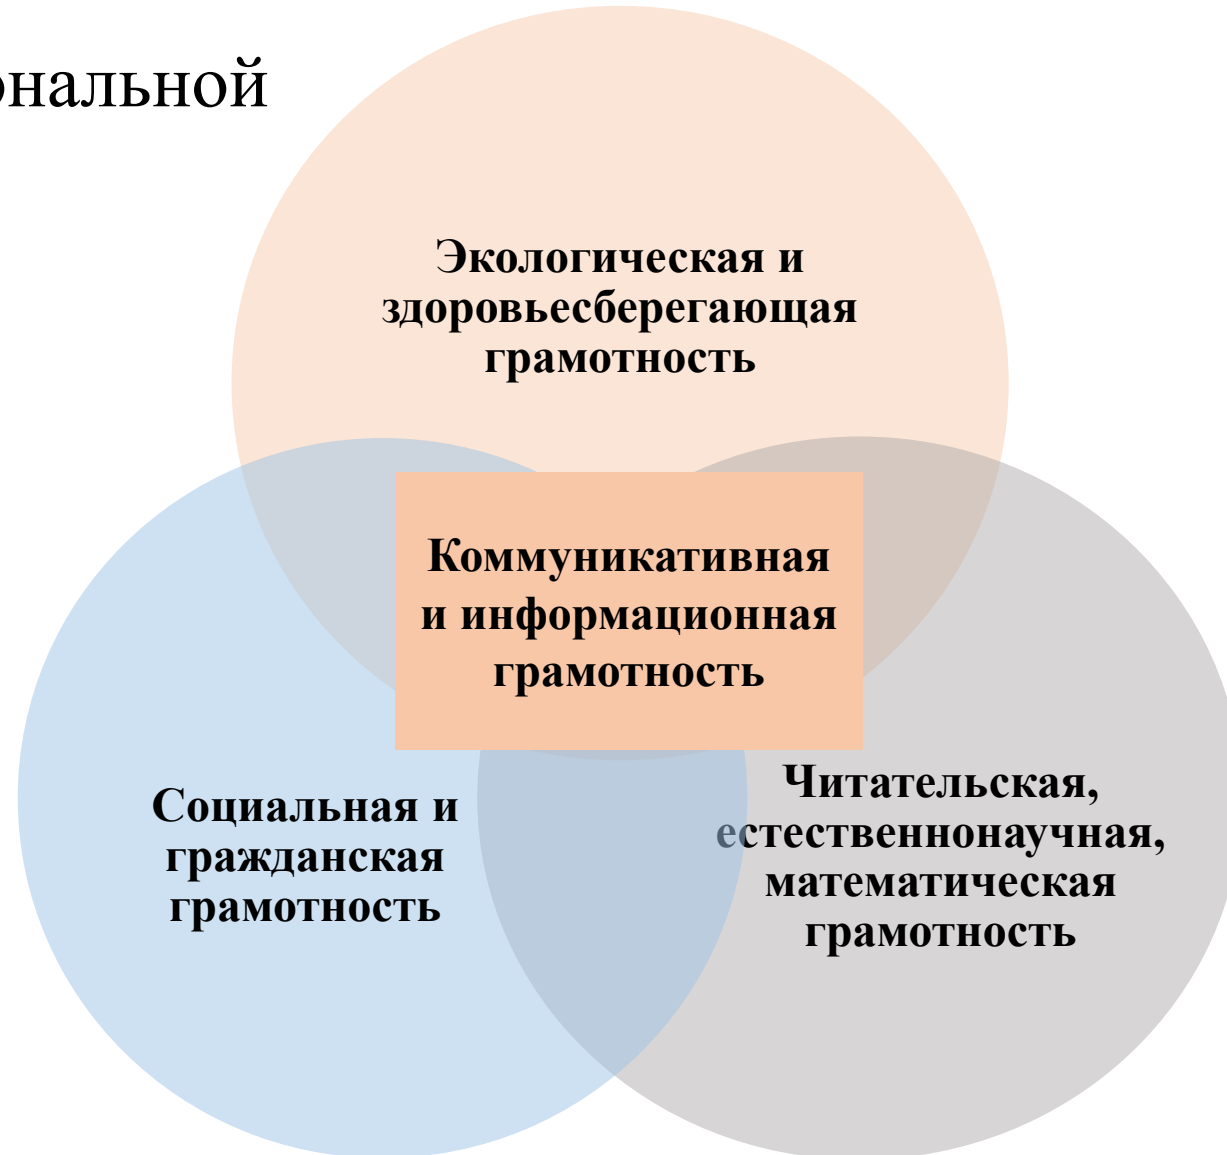 ональной
Экологическая и
здоровьесберегающая
грамотность
Коммуникативная
и информационная
грамотность
Социальная и
гражданская
грамотность
Читательская,
естественнонаучная,
математическая
грамотность